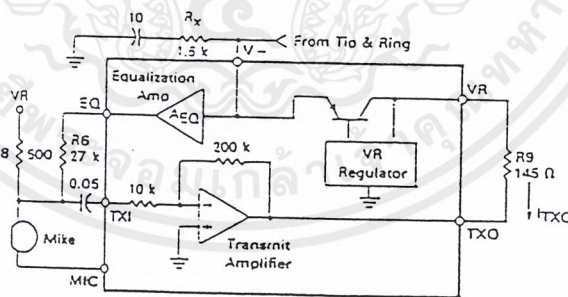 10
Rx
1.5 k
V−
From Tip & Ring
Equalization
Amp
AEQ
EQ
VR
VR
8
500
R6
27 k
200 k
VR
Regulator
R9
145 Ω
0.05
10 k
TXI
ITXO
TXO
Mike
Transmit
Amplifier
MIC